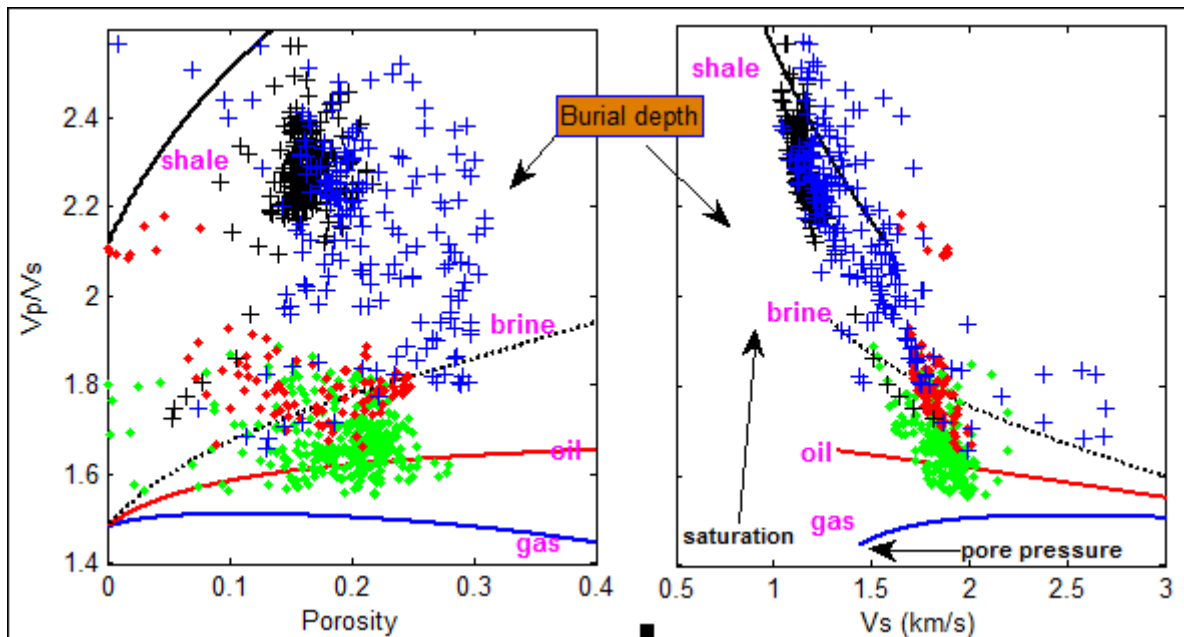 Vp/Vs
2.4
2.2
2
1.8
1.6
1.4
0
0.1
0.2
0.3
0.4
Porosity
shale
brine
oil
gas
Burial depth
shale
brine
oil
gas
saturation
pore pressure
0.5
1
1.5
2
2.5
3
Vs (km/s)